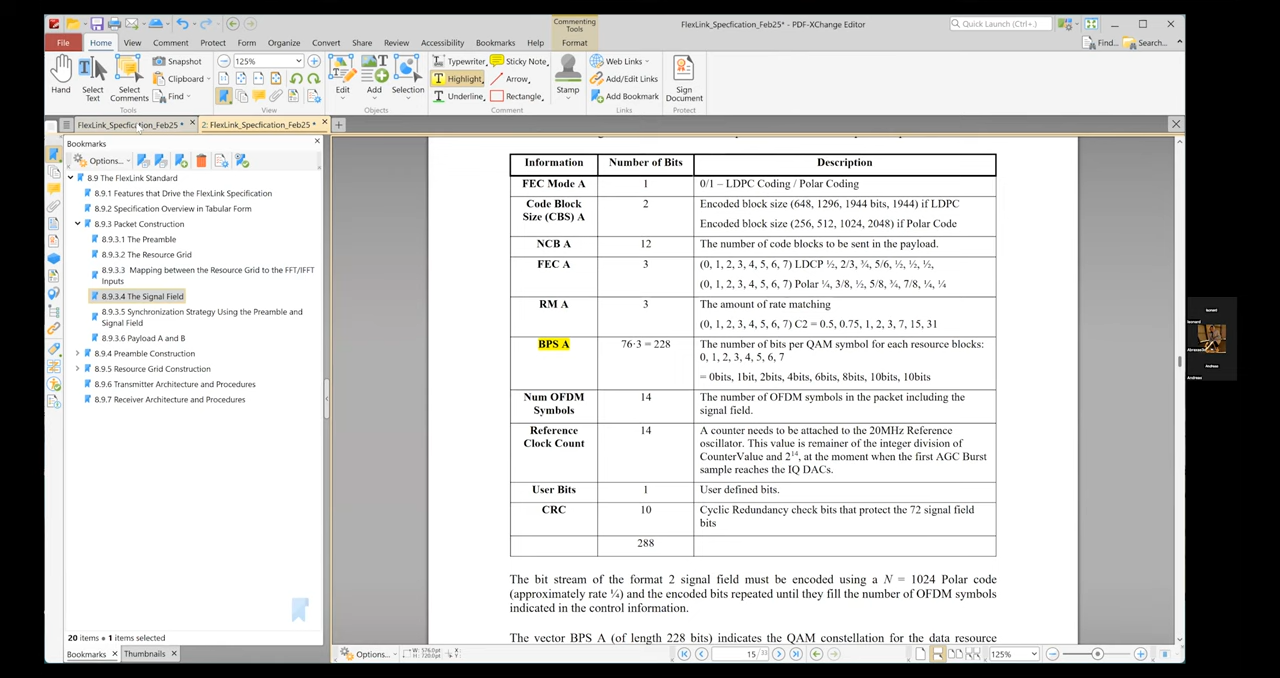 Commenting
Tools
FlexLink_Specfication_Feb25* - PDF-XChange Editor
Quick Launch (Ctrl+.)
File Home View Comment Protect Form Organize Convert Share Review Accessibility Bookmarks Help Format
Find... Search...
Hand
Select
Text
Select
Comments
Snapshot
Clipboard
Find
Tools
125%
View
Edit
Add
Selection
Objects
Typewriter
Sticky Note
Highlight
Arrow
Underline
Rectangle
Comment
Stamp
Web Links
Add/Edit Links
Add Bookmark
Links
Sign
Document
Protect
FlexLink_Specfication_Feb25 *
2: FlexLink_Specfication_Feb25 *
Bookmarks
Options...
8.9 The FlexLink Standard
8.9.1 Features that Drive the FlexLink Specification
8.9.2 Specification Overview in Tabular Form
8.9.3 Packet Construction
8.9.3.1 The Preamble
8.9.3.2 The Resource Grid
8.9.3.3 Mapping between the Resource Grid to the FFT/IFFT
Inputs
8.9.3.4 The Signal Field
8.9.3.5 Synchronization Strategy Using the Preamble and
Signal Field
8.9.3.6 Payload A and B
8.9.4 Preamble Construction
8.9.5 Resource Grid Construction
8.9.6 Transmitter Architecture and Procedures
8.9.7 Receiver Architecture and Procedures
20 items • 1 items selected
Bookmarks
Thumbnails
Information Number of Bits Description
FEC Mode A 1 0/1 – LDPC Coding / Polar Coding
Code Block
Size (CBS) A
2
Encoded block size (648, 1296, 1944 bits, 1944) if LDPC
Encoded block size (256, 512, 1024, 2048) if Polar Code
NCB A 12 The number of code blocks to be sent in the payload.
FEC A 3 (0, 1, 2, 3, 4, 5, 6, 7) LDCP ½, 2/3, ¾, 5/6, ½, ½, ½,
(0, 1, 2, 3, 4, 5, 6, 7) Polar ¼, 3/8, ½, 5/8, ¾, 7/8, ¼, ¼
RM A 3 The amount of rate matching
(0, 1, 2, 3, 4, 5, 6, 7) C2 = 0.5, 0.75, 1, 2, 3, 7, 15, 31
BPS A 76·3 = 228 The number of bits per QAM symbol for each resource blocks:
0, 1, 2, 3, 4, 5, 6, 7
= 0bits, 1bit, 2bits, 4bits, 6bits, 8bits, 10bits, 10bits
Num OFDM
Symbols
14
The number of OFDM symbols in the packet including the
signal field.
Reference
Clock Count
14
A counter needs to be attached to the 20MHz Reference
oscillator. This value is remainer of the integer division of
CounterValue and 2¹⁴, at the moment when the first AGC Burst
sample reaches the IQ DACs.
User Bits 1 User defined bits.
CRC 10 Cyclic Redundancy check bits that protect the 72 signal field
bits
288
The bit stream of the format 2 signal field must be encoded using a N = 1024 Polar code
(approximately rate ¼) and the encoded bits repeated until they fill the number of OFDM symbols
indicated in the control information.
The vector BPS A (of length 228 bits) indicates the QAM constellation for the data resource
Options...
W: 576.0pt
H: 720.0pt
X:
Y:
15 / 33
125%
leonard
leonard
Andreas
Andreas